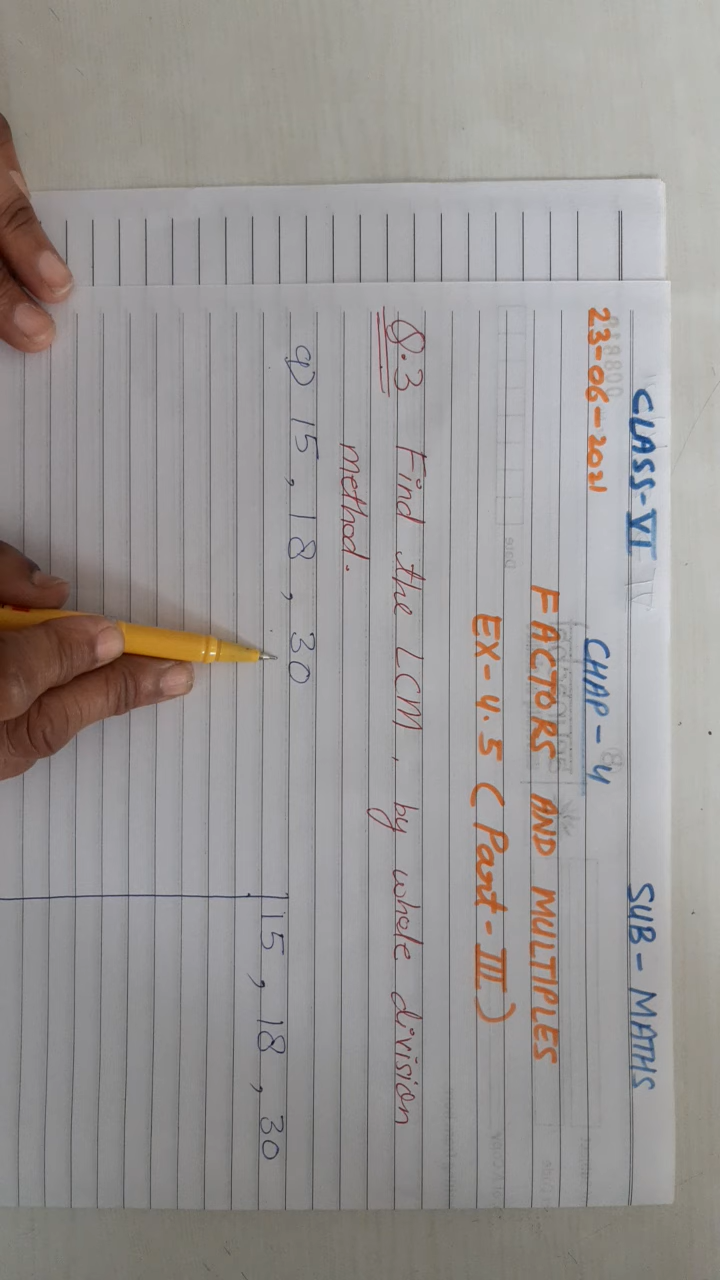 CLASS-VI CHAP-4 SUB-MATHS
23-06-2021
FACTORS AND MULTIPLES
EX-4.5 (Part-III)
Q.3 Find the LCM, by whole division
method.
a) 15, 18, 30
15, 18, 30